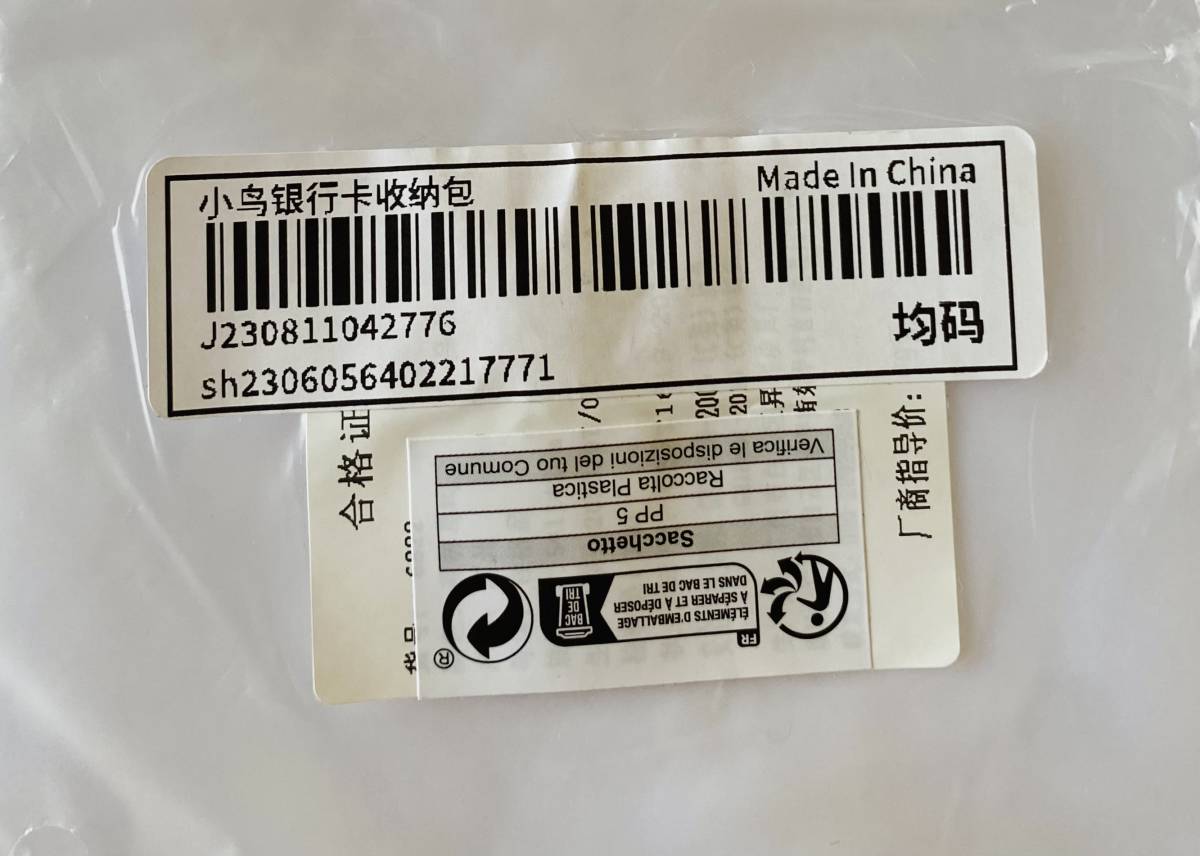 小鸟银行卡收纳包
Made In China
J230811042776
sh2306056402217771
均码
合格证
厂商指导价:
FR
ÉLÉMENTS D'EMBALLAGE
À SÉPARER ET À DÉPOSER
DANS LE BAC DE TRI
BAC
DE
TRI
®
Sacchetto
PP 5
Raccolta Plastica
Verifica le disposizioni del tuo Comune